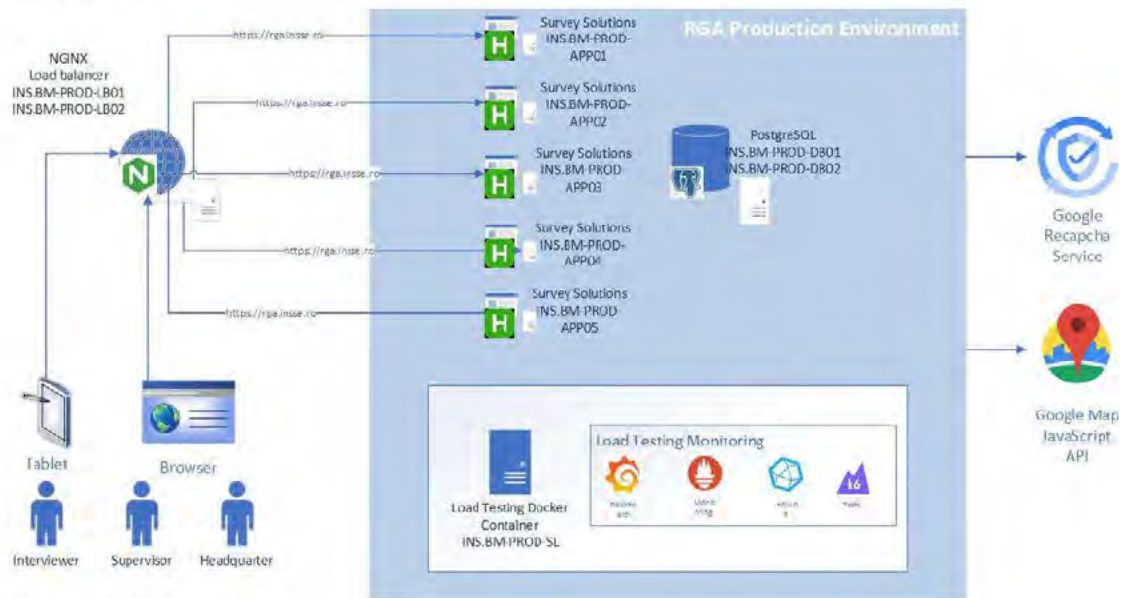 RGA Production Environment
NGINX
Load balancer
INS.BM-PROD-LB01
INS.BM-PROD-LB02
https://rga.insse.ro
Survey Solutions
INS.BM-PROD-
APP01
https://rga.insse.ro
Survey Solutions
INS.BM-PROD-
APP02
https://rga.insse.ro
Survey Solutions
INS.BM-PROD
APP03
https://rga.insse.ro
Survey Solutions
INS.BM-PROD-
APP04
https://rga.insse.ro
Survey Solutions
INS.BM-PROD
APP05
H
H
H
H
H
N
PostgreSQL
INS.BM-PROD-DB01
INS.BM-PROD-DB02
Google
Recapcha
Service
Google Map
JavaScript
API
Tablet
Browser
Interviewer
Supervisor
Headquarter
Load Testing Docker
Container
INS.BM-PROD-SL
Load Testing Monitoring
k6